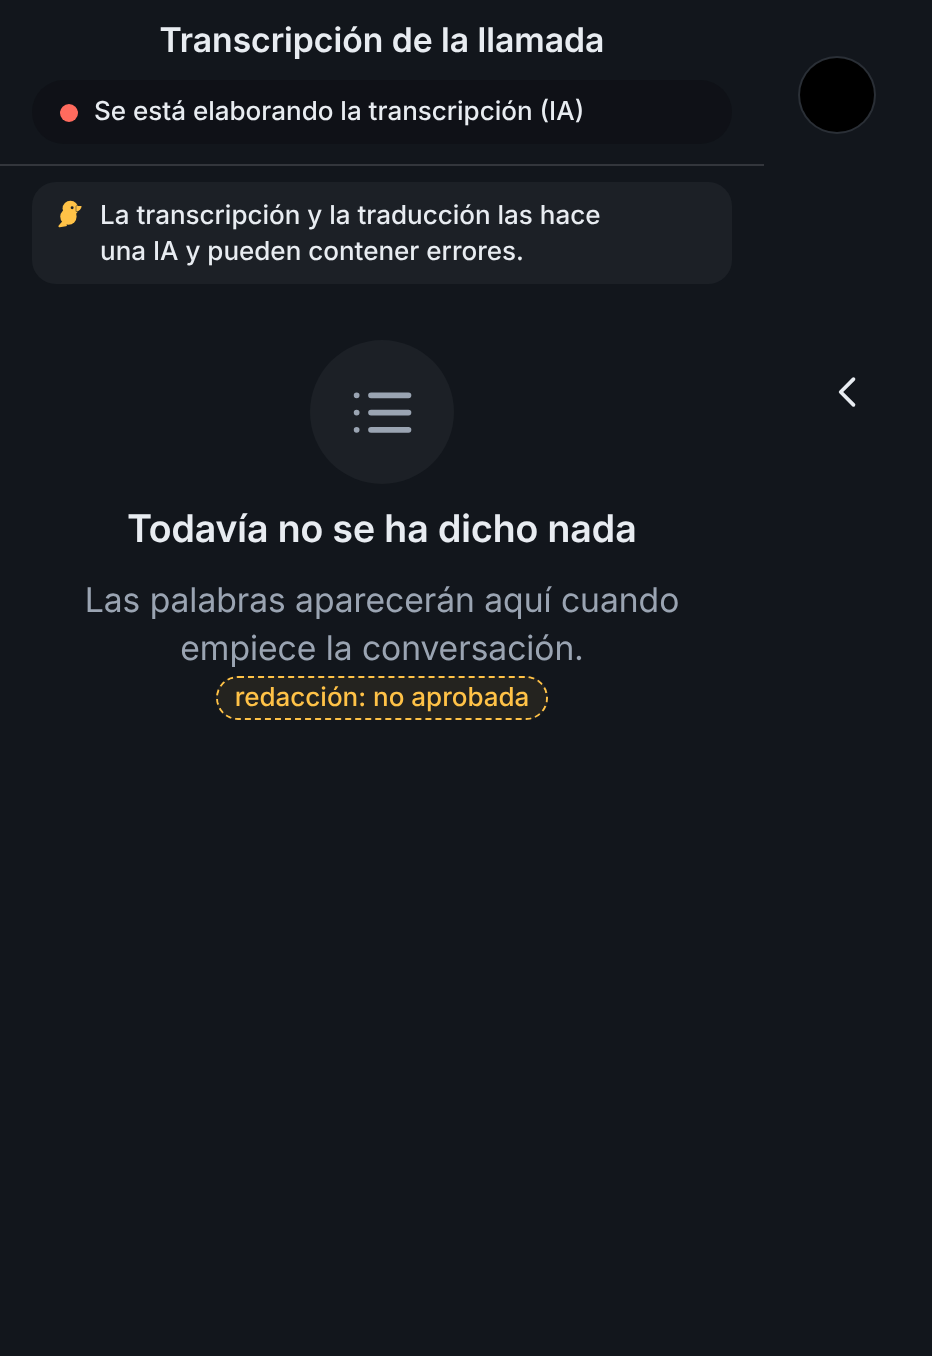 Transcripción de la llamada
Se está elaborando la transcripción (IA)
La transcripción y la traducción las hace
una IA y pueden contener errores.
Todavía no se ha dicho nada
Las palabras aparecerán aquí cuando
empiece la conversación.
redacción: no aprobada